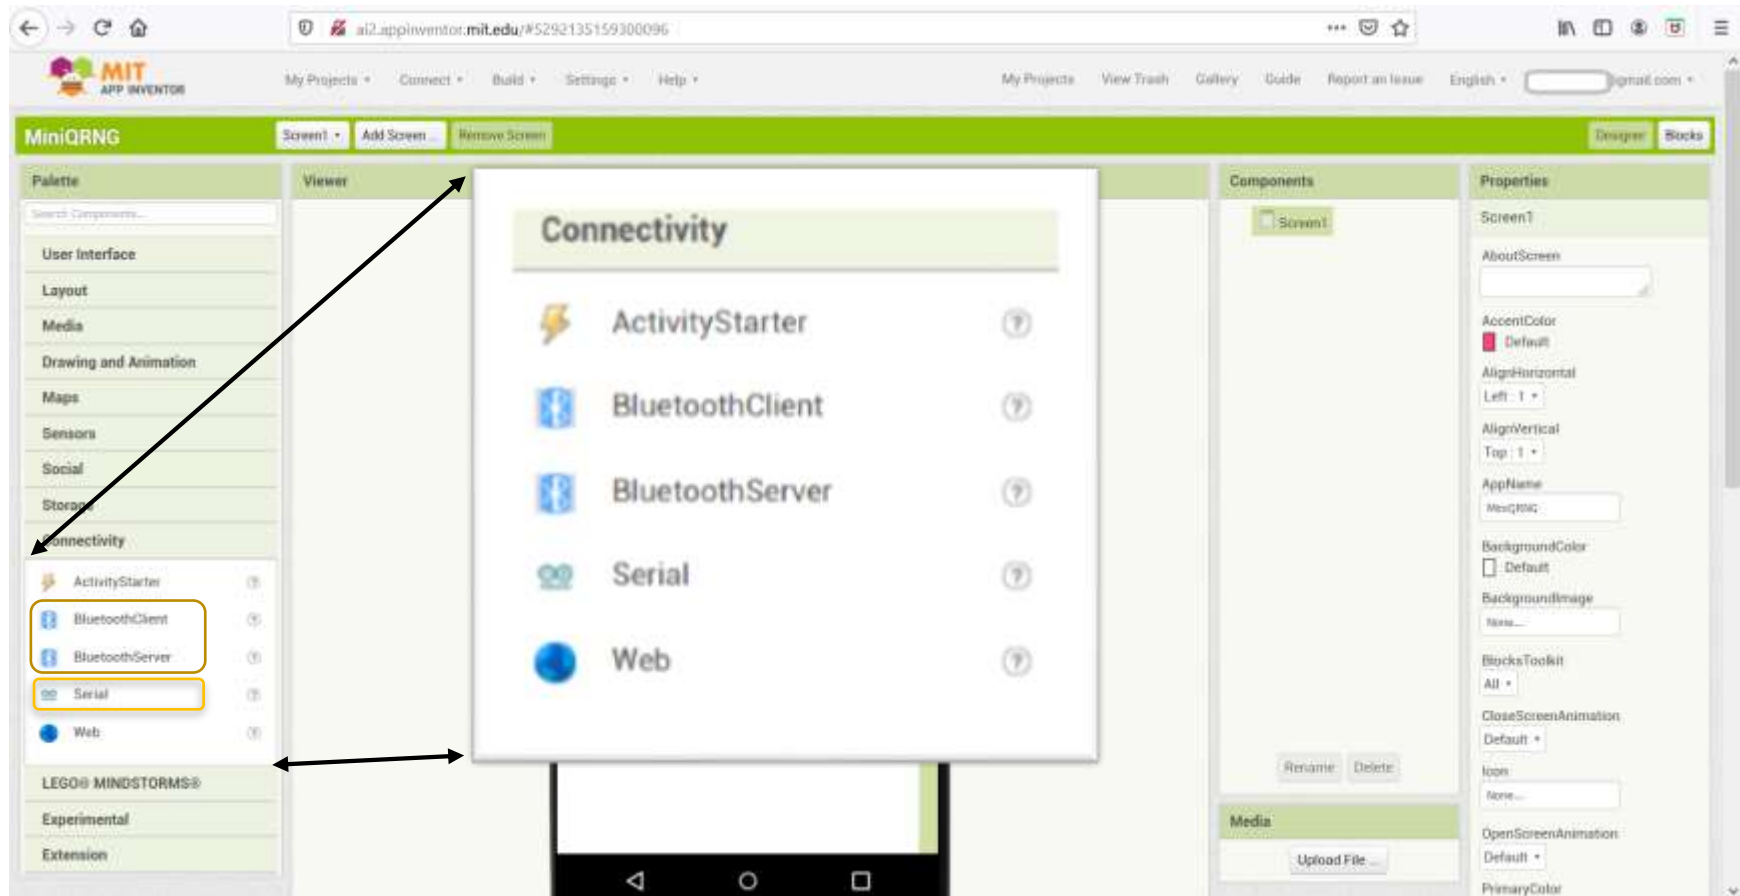 ai2.appinventor.mit.edu/#5292135159300096
MIT
APP INVENTOR
My Projects Connect Build Settings Help
My Projects View Trash Gallery Guide Report an Issue English gmail.com
MiniQRNG
Screen1 Add Screen ... Remove Screen
Designer Blocks
Palette
Search Components...
User Interface
Layout
Media
Drawing and Animation
Maps
Sensors
Social
Storage
Connectivity
ActivityStarter
BluetoothClient
BluetoothServer
Serial
Web
LEGO® MINDSTORMS®
Experimental
Extension
Viewer
Connectivity
ActivityStarter
BluetoothClient
BluetoothServer
Serial
Web
Components
Screen1
Rename Delete
Media
Upload File ...
Properties
Screen1
AboutScreen
AccentColor
Default
AlignHorizontal
Left : 1
AlignVertical
Top : 1
AppName
BackgroundColor
Default
BackgroundImage
None...
BlocksToolkit
All
CloseScreenAnimation
Default
Icon
None...
OpenScreenAnimation
Default
PrimaryColor